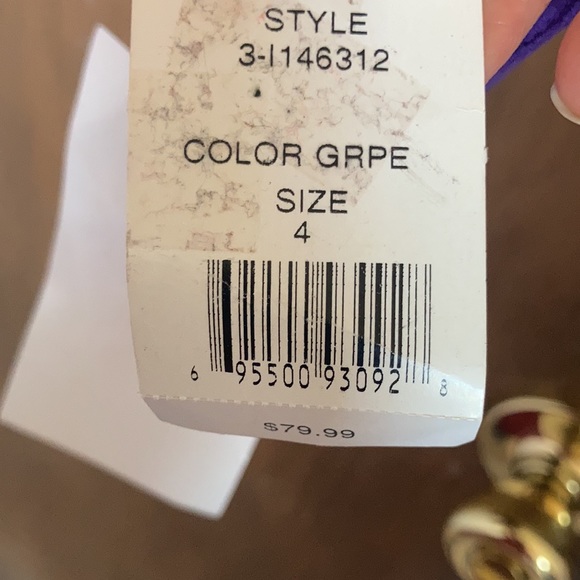 STYLE
3-I146312
COLOR GRPE
SIZE
4
6 95500 93092 8
$79.99